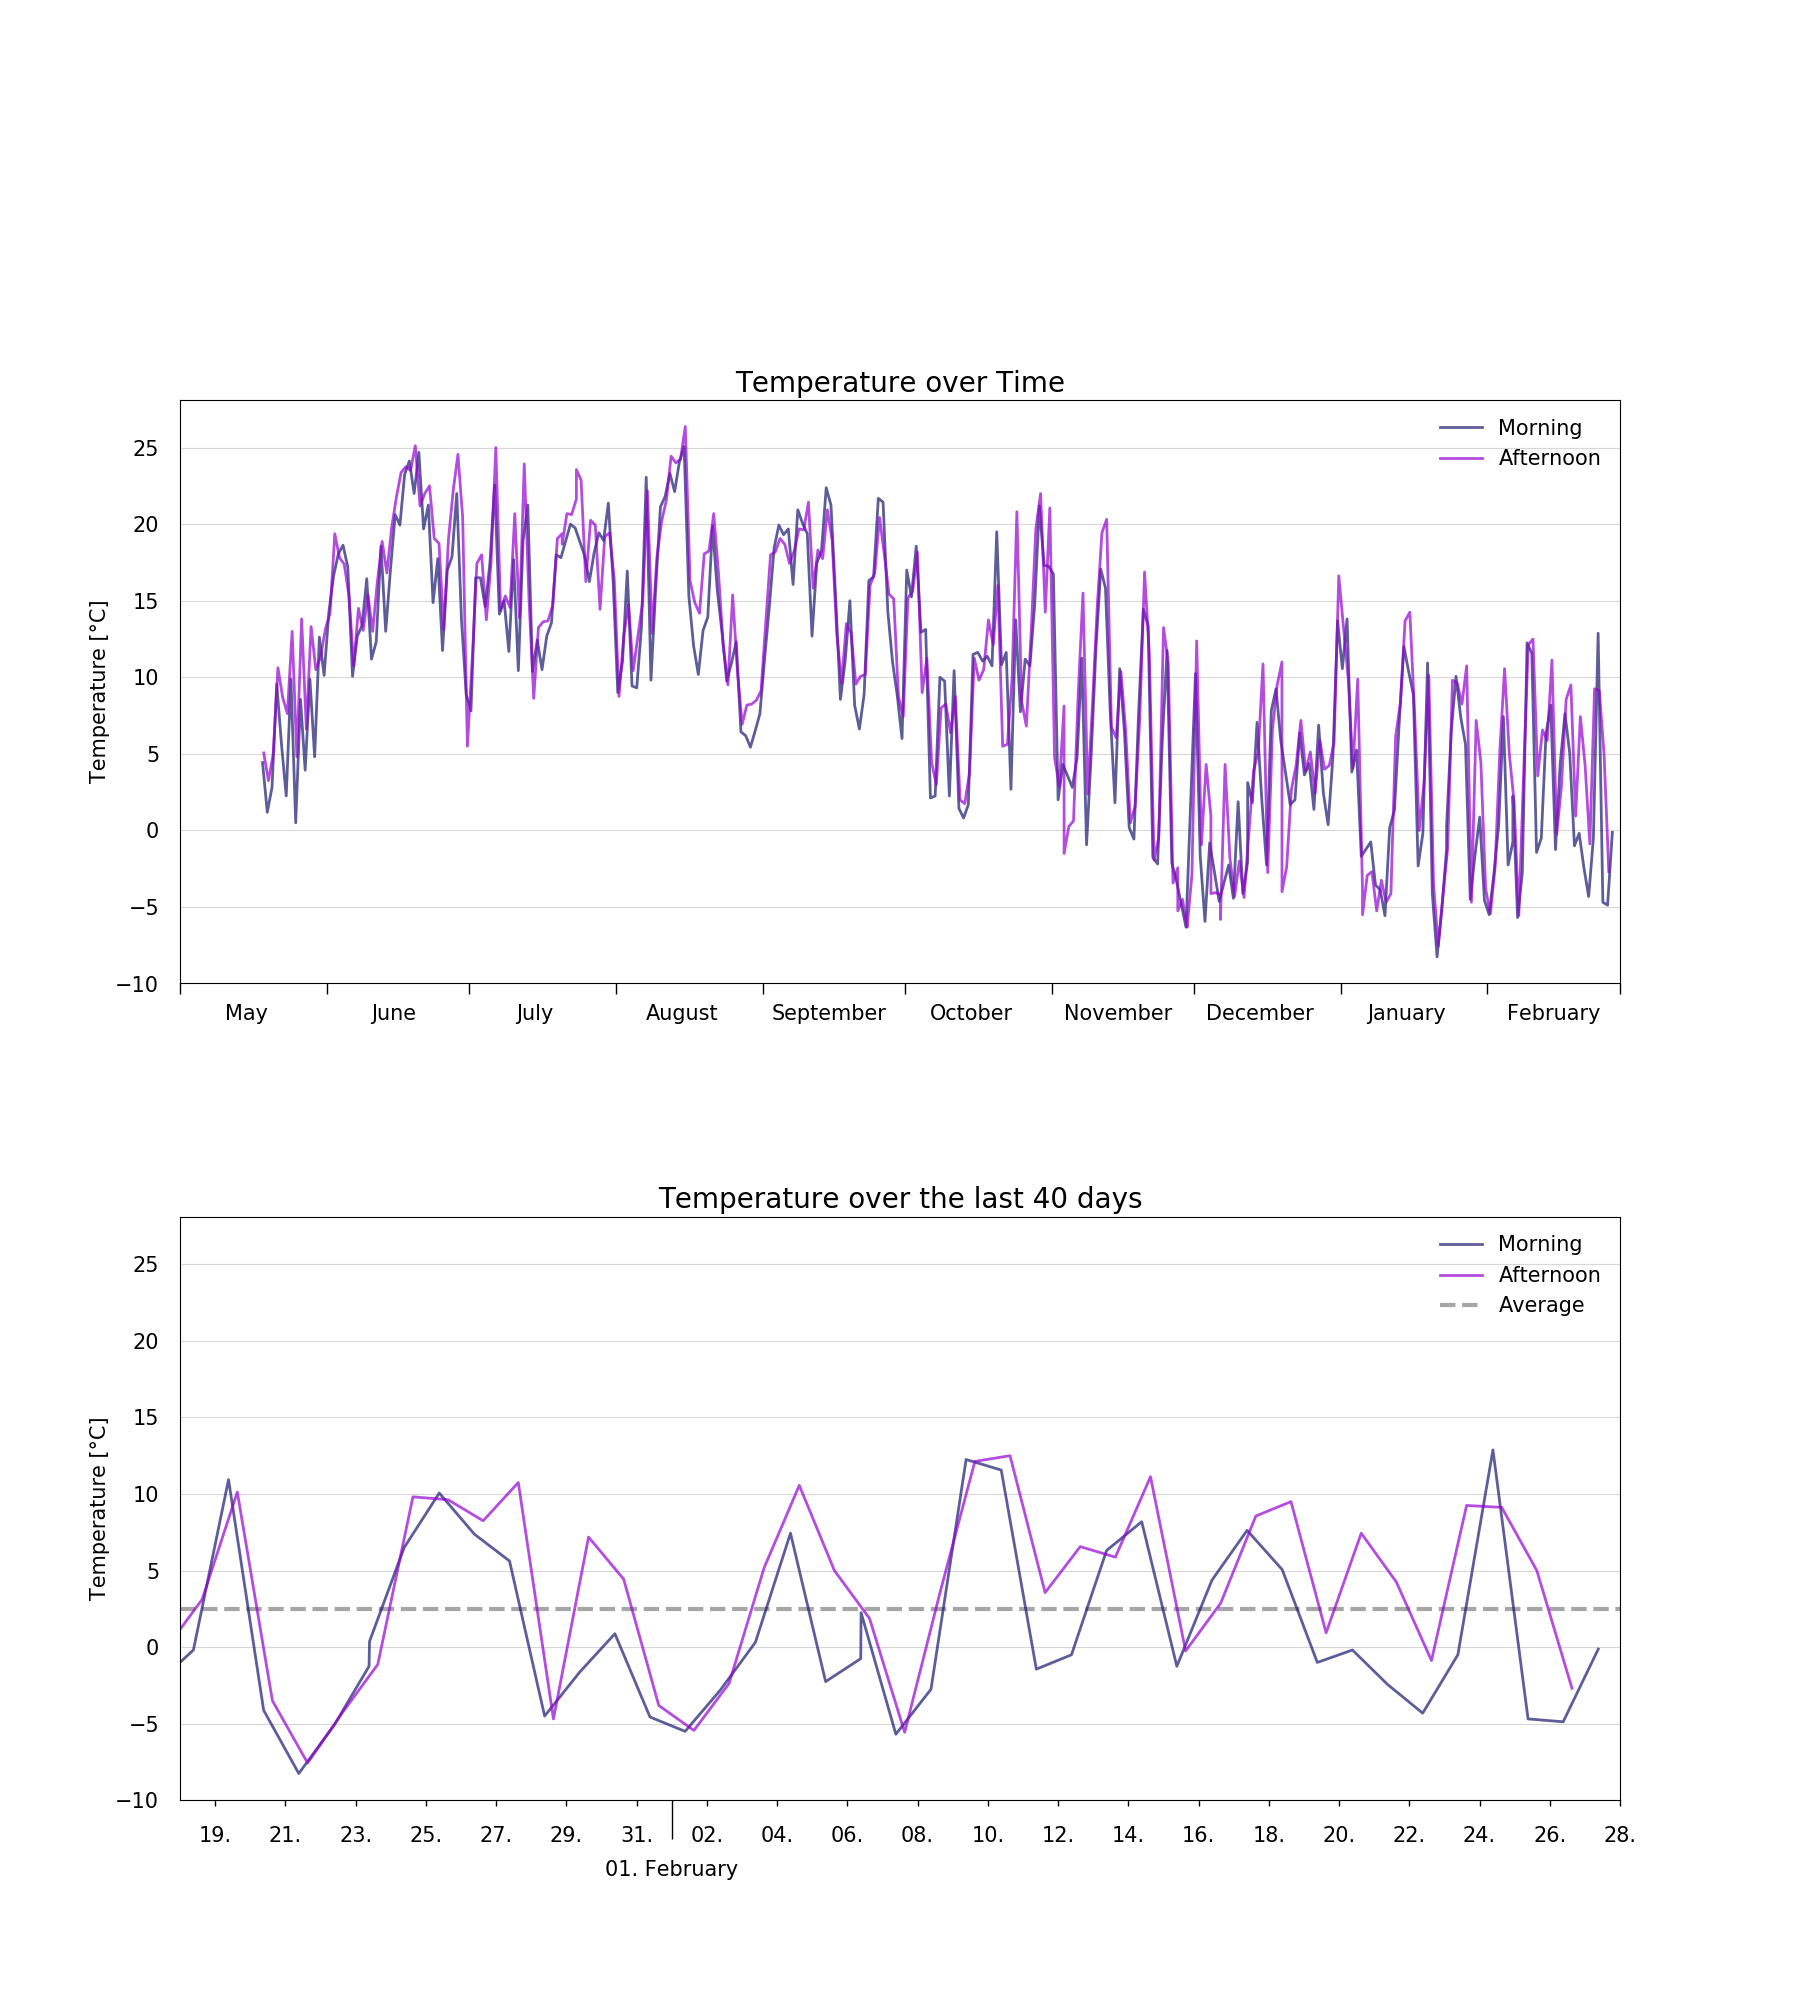 Temperature over Time
Morning
Afternoon
Temperature [°C]
25
20
15
10
5
0
−5
−10
May June July August September October November December January February
Temperature over the last 40 days
Morning
Afternoon
Average
Temperature [°C]
25
20
15
10
5
0
−5
−10
19. 21. 23. 25. 27. 29. 31. 02. 04. 06. 08. 10. 12. 14. 16. 18. 20. 22. 24. 26. 28.
01. February